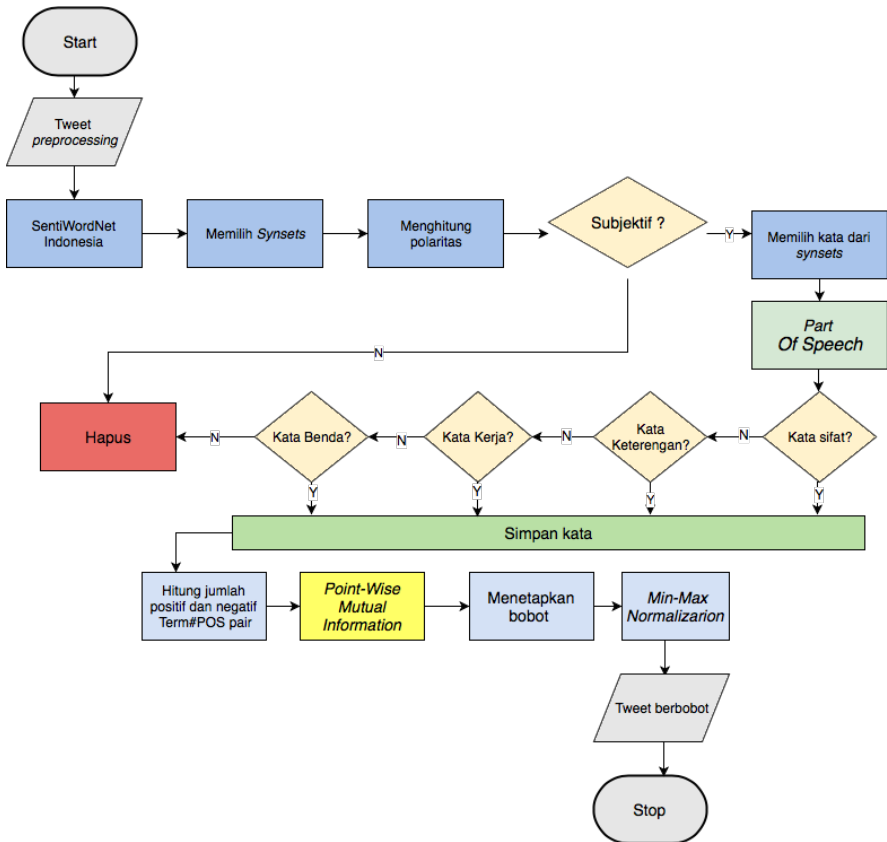 Start
Tweet
preprocessing
SentiWordNet
Indonesia
Memilih Synsets
Menghitung
polaritas
Subjektif ?
Y
Memilih kata dari
synsets
Part
Of Speech
N
Hapus
N
Kata Benda?
N
Kata Kerja?
N
Kata
Keterengan?
N
Kata sifat?
Y
Y
Y
Y
Simpan kata
Hitung jumlah
positif dan negatif
Term#POS pair
Point-Wise
Mutual
Information
Menetapkan
bobot
Min-Max
Normalizarion
Tweet berbobot
Stop